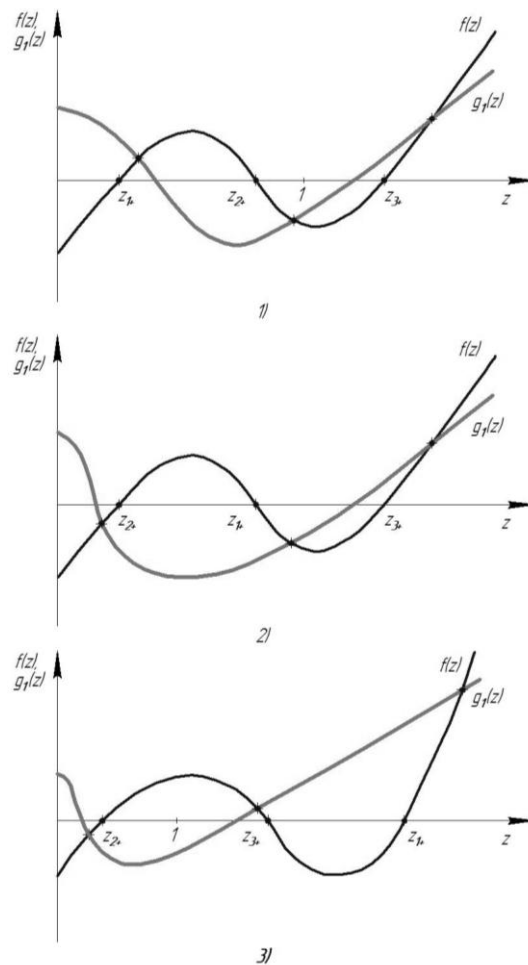 f(z),
g₁(z)
f(z)
g₁(z)
z₁* z₂* 1 z₃* z
1)
f(z),
g₁(z)
f(z)
g₁(z)
z₂* z₁* z₃* z
2)
f(z),
g₁(z)
f(z)
g₁(z)
z₂* 1 z₃* z₁* z
3)